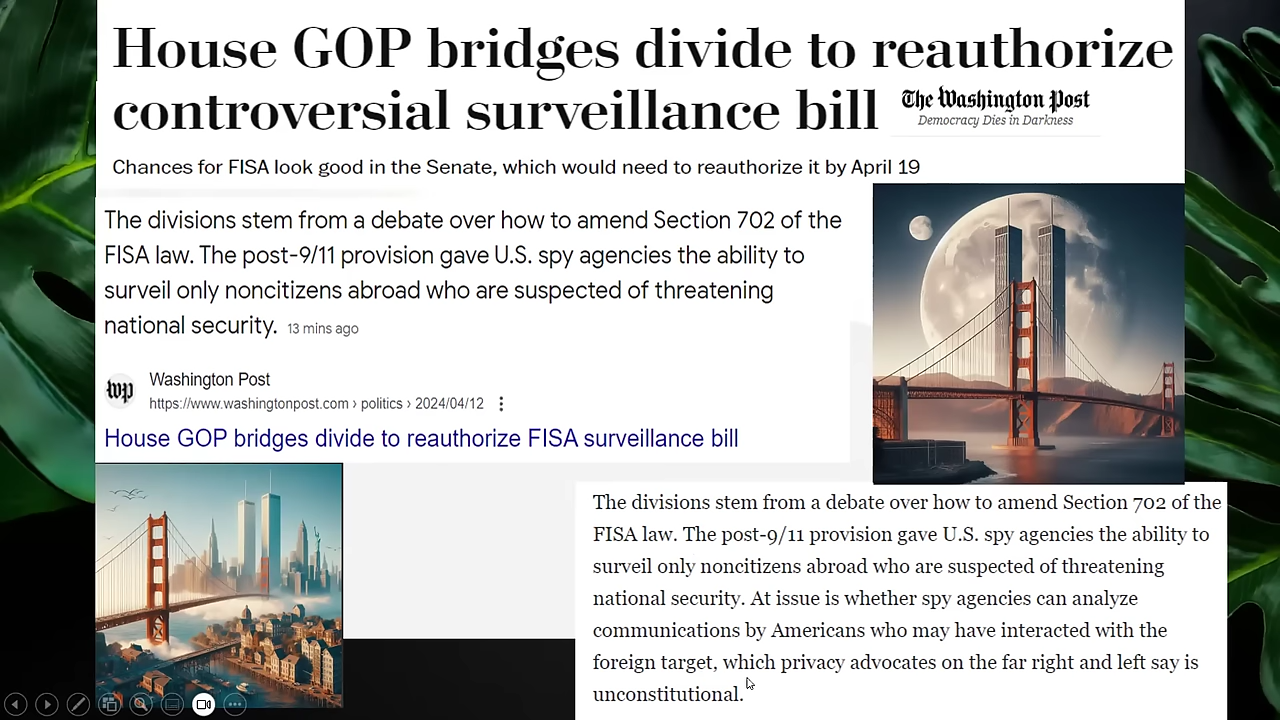 House GOP bridges divide to reauthorize
controversial surveillance bill
The Washington Post
Democracy Dies in Darkness
Chances for FISA look good in the Senate, which would need to reauthorize it by April 19
The divisions stem from a debate over how to amend Section 702 of the
FISA law. The post-9/11 provision gave U.S. spy agencies the ability to
surveil only noncitizens abroad who are suspected of threatening
national security. 13 mins ago
wp
Washington Post
https://www.washingtonpost.com › politics › 2024/04/12
House GOP bridges divide to reauthorize FISA surveillance bill
The divisions stem from a debate over how to amend Section 702 of the
FISA law. The post-9/11 provision gave U.S. spy agencies the ability to
surveil only noncitizens abroad who are suspected of threatening
national security. At issue is whether spy agencies can analyze
communications by Americans who may have interacted with the
foreign target, which privacy advocates on the far right and left say is
unconstitutional.